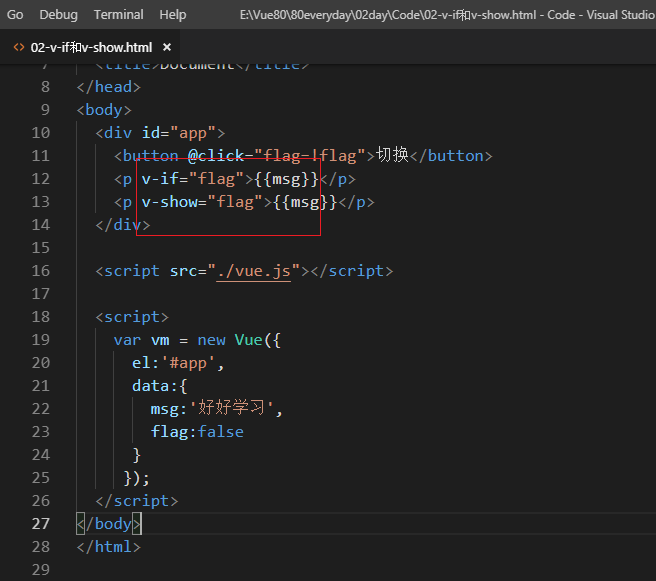 Go Debug Terminal Help E:\Vue80\80everyday\02day\Code\02-v-if和v-show.html - Code - Visual Studio
<> 02-v-if和v-show.html ×
7 <title>Document</title>
8 </head>
9 <body>
10 <div id="app">
11 <button @click="flag=!flag">切换</button>
12 <p v-if="flag">{{msg}}</p>
13 <p v-show="flag">{{msg}}</p>
14 </div>
15
16 <script src="./vue.js"></script>
17
18 <script>
19 var vm = new Vue({
20 el:'#app',
21 data:{
22 msg:'好好学习',
23 flag:false
24 }
25 });
26 </script>
27 </body>
28 </html>
29